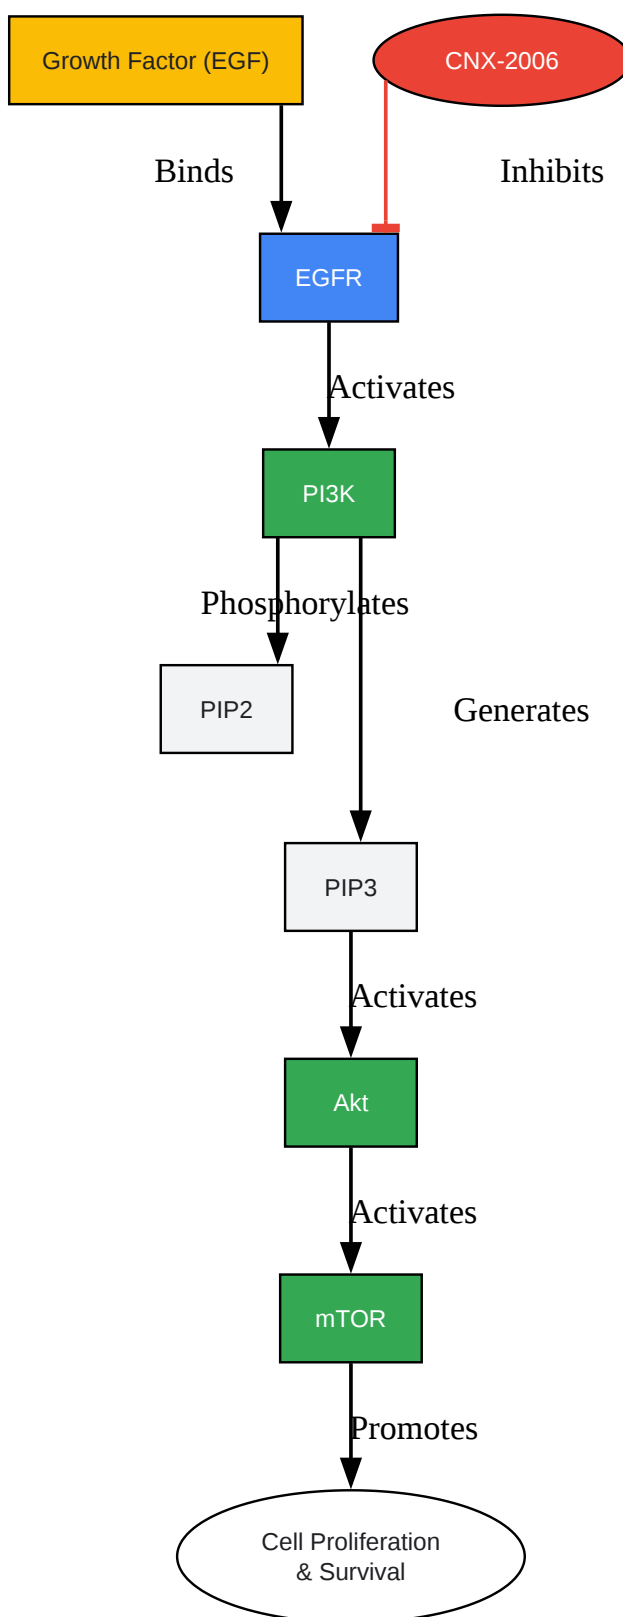 Growth Factor (EGF)
CNX-2006
Binds
Inhibits
EGFR
Activates
PI3K
Phosphorylates
PIP2
Generates
PIP3
Activates
Akt
Activates
mTOR
Promotes
Cell Proliferation
& Survival